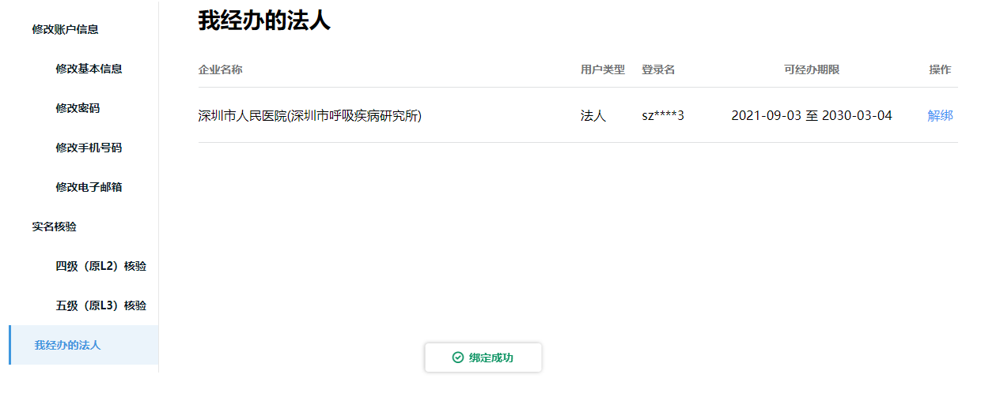 修改账户信息
修改基本信息
修改密码
修改手机号码
修改电子邮箱
实名核验
四级（原L2）核验
五级（原L3）核验
我经办的法人
我经办的法人
企业名称 用户类型 登录名 可经办期限 操作
深圳市人民医院(深圳市呼吸疾病研究所) 法人 sz****3 2021-09-03 至 2030-03-04 解绑
绑定成功